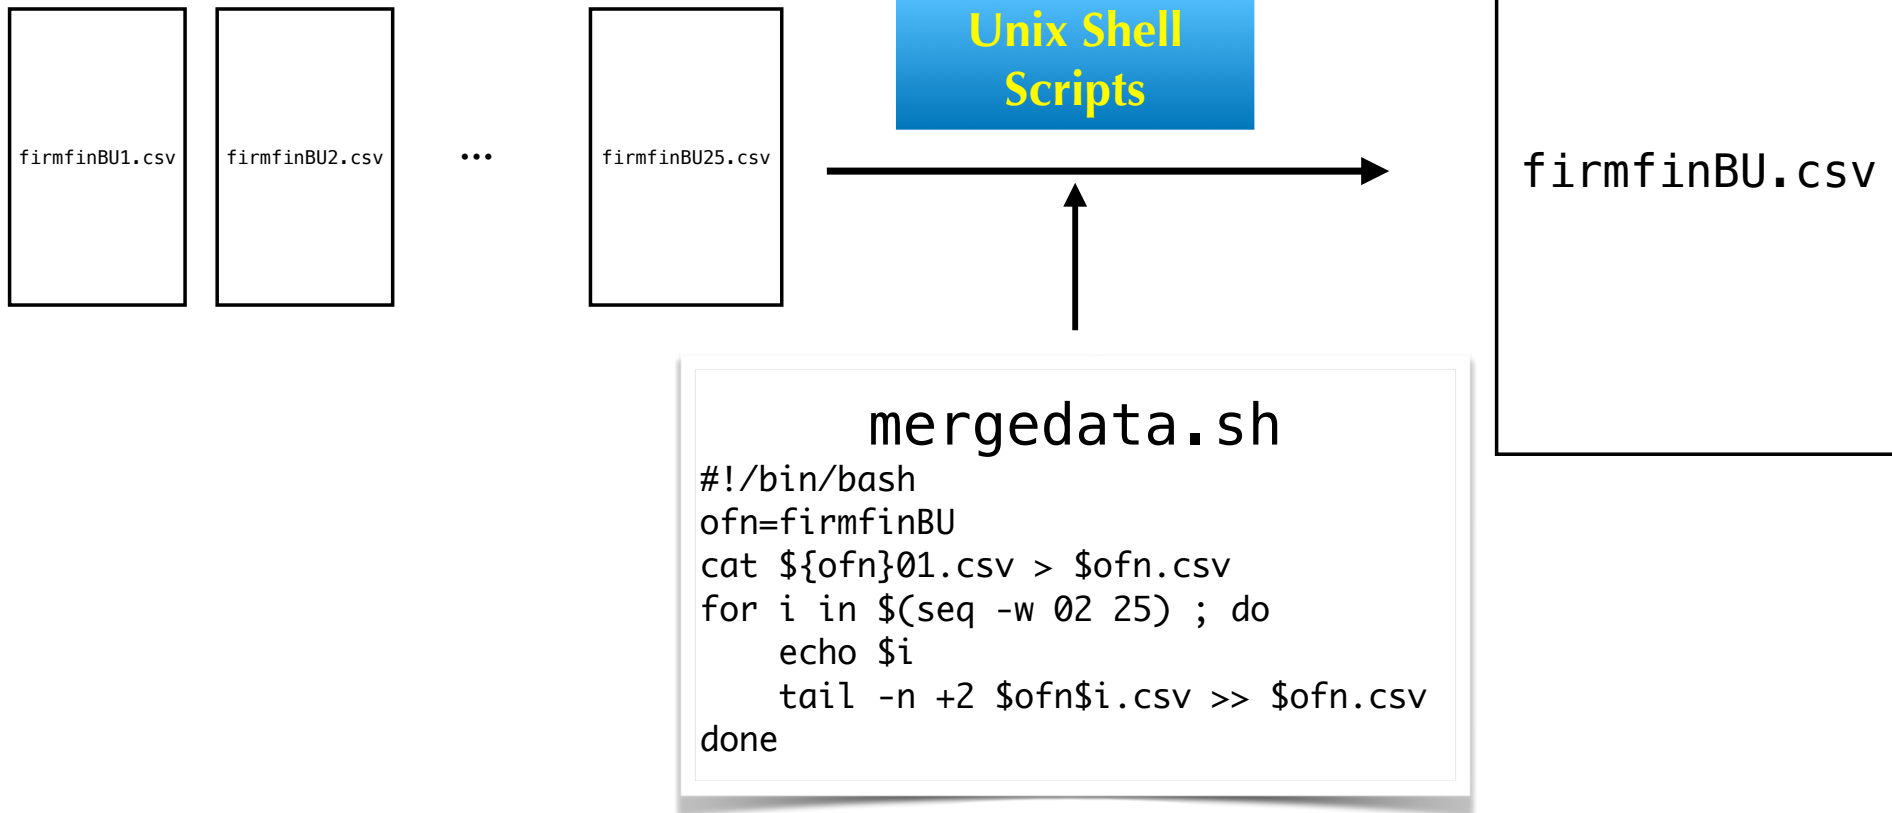 firmfinBU1.csv
firmfinBU2.csv
...
firmfinBU25.csv
Unix Shell
Scripts
firmfinBU.csv
mergedata.sh
#!/bin/bash
ofn=firmfinBU
cat ${ofn}01.csv > $ofn.csv
for i in $(seq -w 02 25) ; do
    echo $i
    tail -n +2 $ofn$i.csv >> $ofn.csv
done